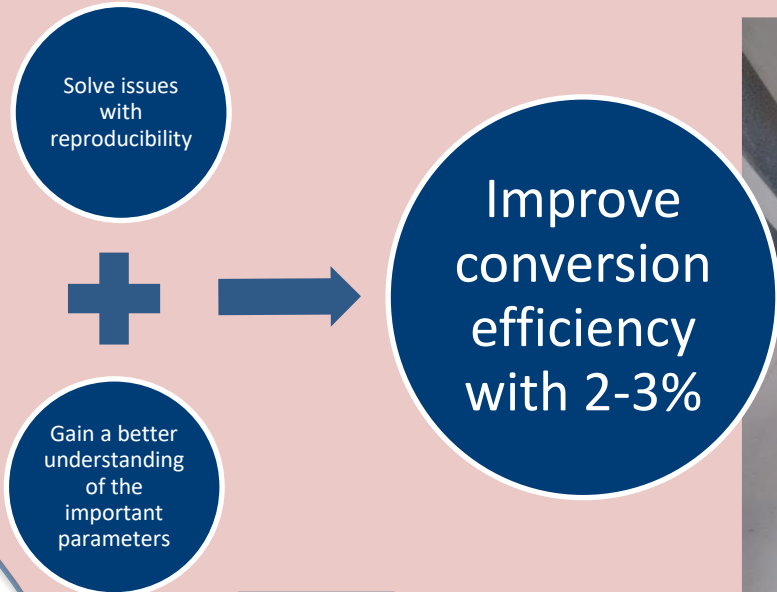 Solve issues
with
reproducibility
Gain a better
understanding
of the
important
parameters
Improve
conversion
efficiency
with 2-3%